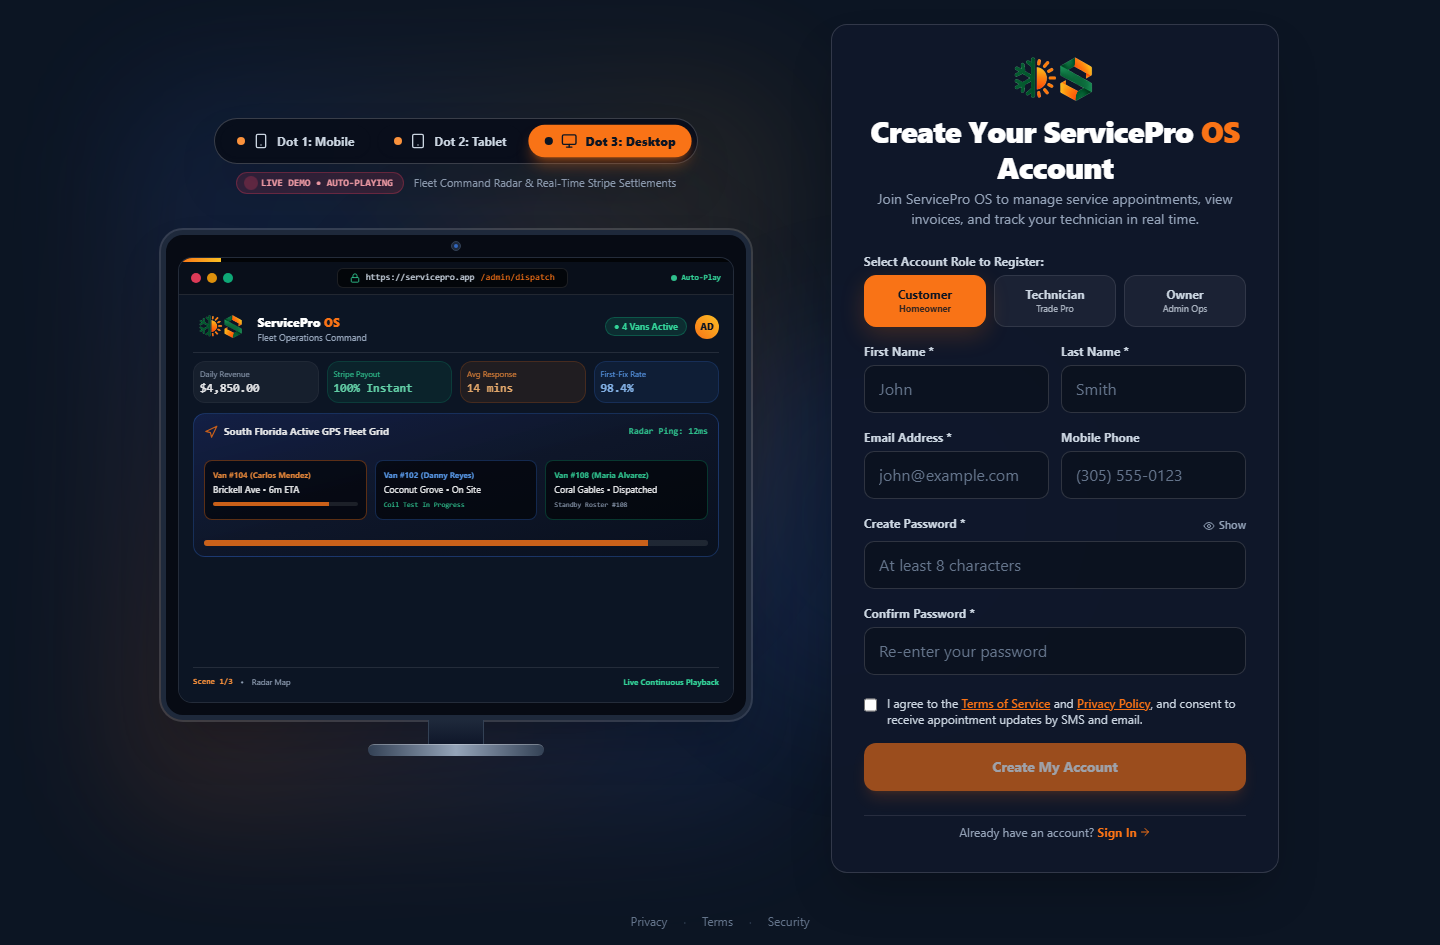 Dot 1: Mobile
Dot 2: Tablet
Dot 3: Desktop
LIVE DEMO • AUTO-PLAYING
Fleet Command Radar & Real-Time Stripe Settlements
https://servicepro.app /admin/dispatch
Auto-Play
ServicePro OS
Fleet Operations Command
4 Vans Active
AD
Daily Revenue
$4,850.00
Stripe Payout
100% Instant
Avg Response
14 mins
First-Fix Rate
98.4%
South Florida Active GPS Fleet Grid
Radar Ping: 12ms
Van #104 (Carlos Mendez)
Brickell Ave • 6m ETA
Van #102 (Danny Reyes)
Coconut Grove • On Site
Coil Test In Progress
Van #108 (Maria Alvarez)
Coral Gables • Dispatched
Standby Roster #108
Scene 1/3 • Radar Map
Live Continuous Playback
Create Your ServicePro OS
Account
Join ServicePro OS to manage service appointments, view
invoices, and track your technician in real time.
Select Account Role to Register:
Customer
Homeowner
Technician
Trade Pro
Owner
Admin Ops
First Name *
Last Name *
John
Smith
Email Address *
Mobile Phone
john@example.com
(305) 555-0123
Create Password *
Show
At least 8 characters
Confirm Password *
Re-enter your password
I agree to the Terms of Service and Privacy Policy, and consent to
receive appointment updates by SMS and email.
Create My Account
Already have an account? Sign In →
Privacy · Terms · Security